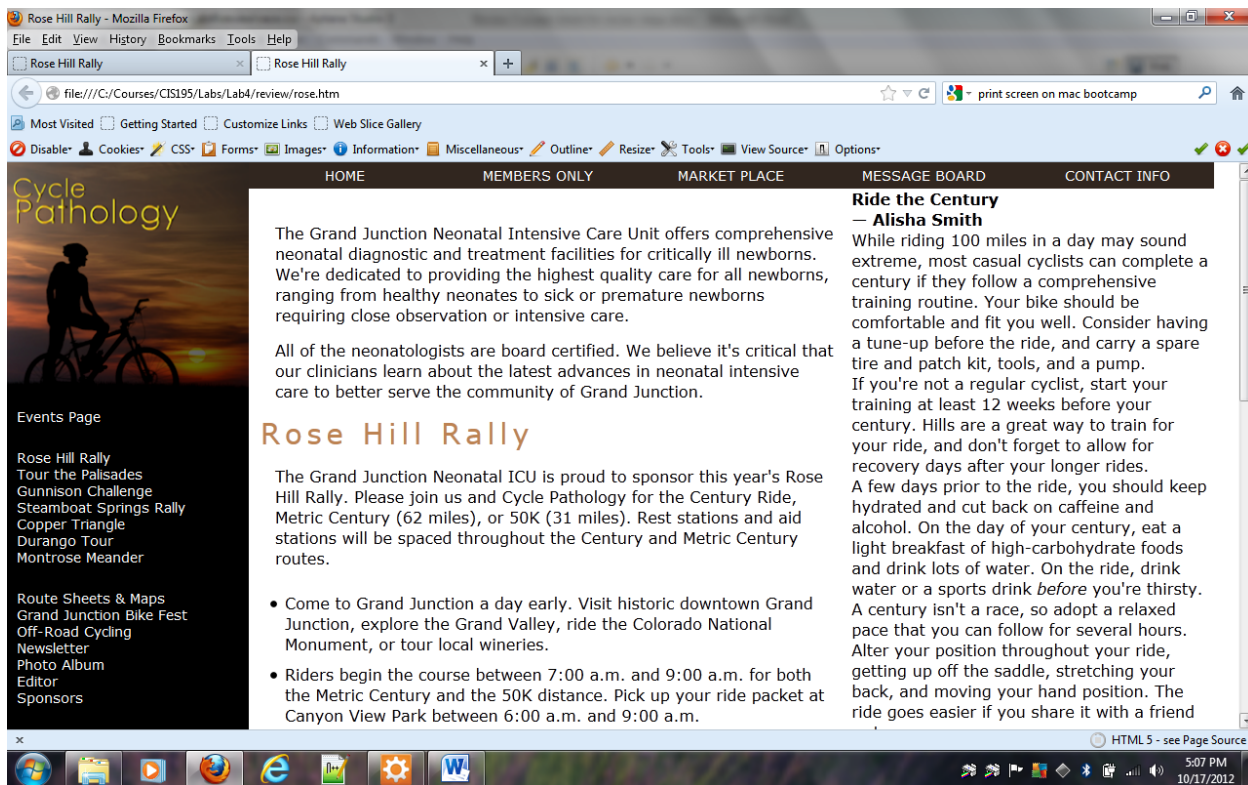 Rose Hill Rally - Mozilla Firefox
File Edit View History Bookmarks Tools Help
Rose Hill Rally × Rose Hill Rally × +
file:///C:/Courses/CIS195/Labs/Lab4/review/rose.htm print screen on mac bootcamp
Most Visited Getting Started Customize Links Web Slice Gallery
Disable Cookies CSS Forms Images Information Miscellaneous Outline Resize Tools View Source Options
HOME MEMBERS ONLY MARKET PLACE MESSAGE BOARD CONTACT INFO
Cycle
Pathology
Events Page
Rose Hill Rally
Tour the Palisades
Gunnison Challenge
Steamboat Springs Rally
Copper Triangle
Durango Tour
Montrose Meander
Route Sheets & Maps
Grand Junction Bike Fest
Off-Road Cycling
Newsletter
Photo Album
Editor
Sponsors
The Grand Junction Neonatal Intensive Care Unit offers comprehensive
neonatal diagnostic and treatment facilities for critically ill newborns.
We're dedicated to providing the highest quality care for all newborns,
ranging from healthy neonates to sick or premature newborns
requiring close observation or intensive care.
All of the neonatologists are board certified. We believe it's critical that
our clinicians learn about the latest advances in neonatal intensive
care to better serve the community of Grand Junction.
Rose Hill Rally
The Grand Junction Neonatal ICU is proud to sponsor this year's Rose
Hill Rally. Please join us and Cycle Pathology for the Century Ride,
Metric Century (62 miles), or 50K (31 miles). Rest stations and aid
stations will be spaced throughout the Century and Metric Century
routes.
• Come to Grand Junction a day early. Visit historic downtown Grand
Junction, explore the Grand Valley, ride the Colorado National
Monument, or tour local wineries.
• Riders begin the course between 7:00 a.m. and 9:00 a.m. for both
the Metric Century and the 50K distance. Pick up your ride packet at
Canyon View Park between 6:00 a.m. and 9:00 a.m.
Ride the Century
— Alisha Smith
While riding 100 miles in a day may sound
extreme, most casual cyclists can complete a
century if they follow a comprehensive
training routine. Your bike should be
comfortable and fit you well. Consider having
a tune-up before the ride, and carry a spare
tire and patch kit, tools, and a pump.
If you're not a regular cyclist, start your
training at least 12 weeks before your
century. Hills are a great way to train for
your ride, and don't forget to allow for
recovery days after your longer rides.
A few days prior to the ride, you should keep
hydrated and cut back on caffeine and
alcohol. On the day of your century, eat a
light breakfast of high-carbohydrate foods
and drink lots of water. On the ride, drink
water or a sports drink before you're thirsty.
A century isn't a race, so adopt a relaxed
pace that you can follow for several hours.
Alter your position throughout your ride,
getting up off the saddle, stretching your
back, and moving your hand position. The
ride goes easier if you share it with a friend
× HTML 5 - see Page Source
5:07 PM
10/17/2012